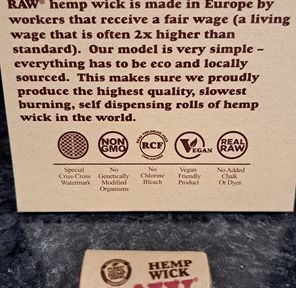 RAW® hemp wick is made in Europe by
workers that receive a fair wage (a living
wage that is often 2x higher than
standard). Our model is very simple –
everything has to be eco and locally
sourced. This makes sure we proudly
produce the highest quality, slowest
burning, self dispensing rolls of hemp
wick in the world.
NON
GMO
RCF
VEGAN
REAL
RAW!
Special
Criss-Cross
Watermark
No
Genetically
Modified
Organisms
No
Chlorine
Bleach
Vegan
Friendly
Product
No Added
Chalk
Or Dyes
HEMP
WICK
RAW